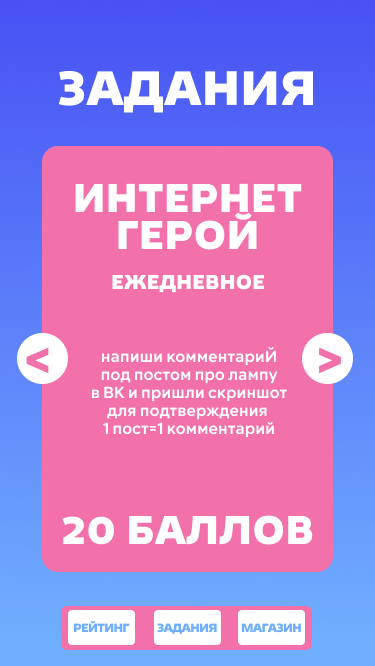 ЗАДАНИЯ
ИНТЕРНЕТ
ГЕРОЙ
ЕЖЕДНЕВНОЕ
< >
напиши комментариЙ
под постом про лампу
в ВК и пришли скриншот
для подтверждения
1 пост=1 комментарий
20 БАЛЛОВ
РЕЙТИНГ ЗАДАНИЯ МАГАЗИН